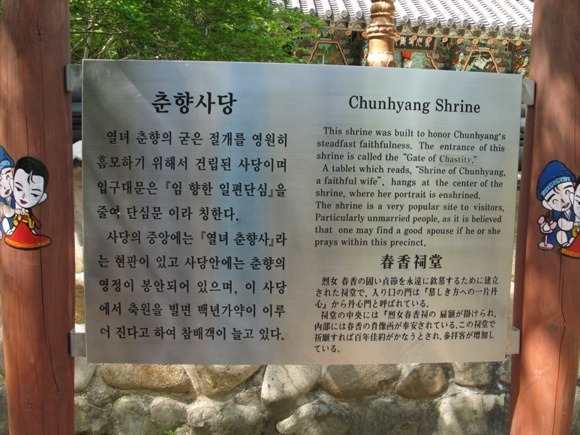 춘향사당
열녀 춘향의 굳은 절개를 영원히
흠모하기 위해서 건립된 사당이며
입구대문은『임 향한 일편단심』을
줄여 단심문 이라 칭한다.
사당의 중앙에는『열녀 춘향사』라
는 현판이 있고 사당안에는 춘향의
영정이 봉안되어 있으며, 이 사당
에서 축원을 빌면 백년가약이 이루
어 진다고 하여 참배객이 늘고 있다.
Chunhyang Shrine
This shrine was built to honor Chunhyang's
steadfast faithfulness. The entrance of this
shrine is called the "Gate of Chastity."
A tablet which reads, "Shrine of Chunhyang,
a faithful wife", hangs at the center of the
shrine, where her portrait is enshrined.
The shrine is a very popular site to visitors,
Particularly unmarried people, as it is believed
that one may find a good spouse if he or she
prays within this precinct.
春香祠堂
烈女 春香の固い貞節を永遠に欽慕するために建立
された祠堂で、入り口の門は『慕しき方への一片丹
心』から丹心門と呼ばれている。
祠堂の中央には『烈女春香祠の 扁額が掛けられ、
内部には春香の肖像画が奉安されている。この祠堂で
祈願すれば百年佳約がかなうとされ、参拝客が増加し
ている。